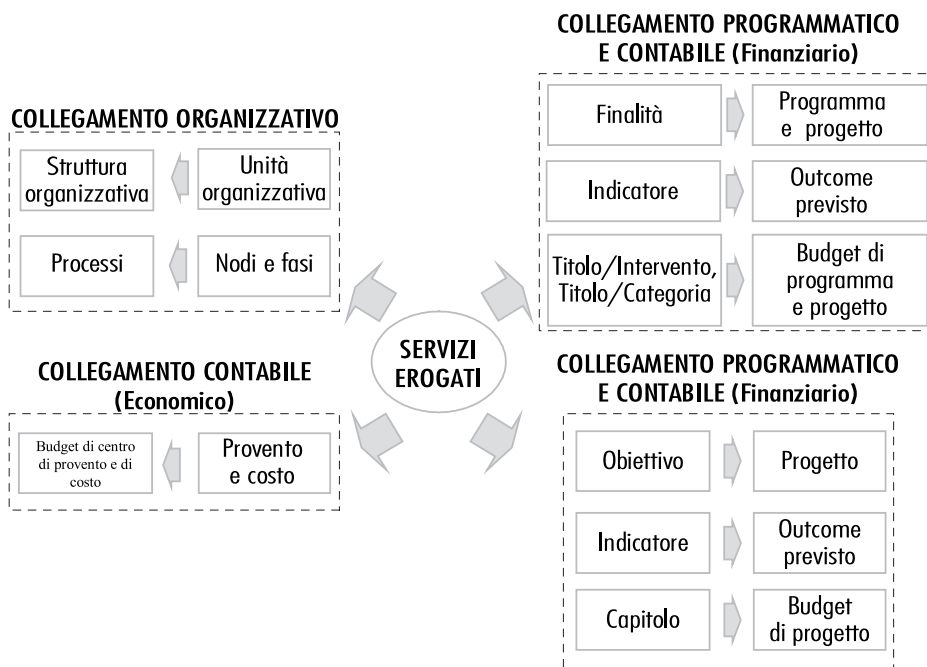 COLLEGAMENTO ORGANIZZATIVO
Struttura
organizzativa
Unità
organizzativa
Processi
Nodi e fasi
COLLEGAMENTO CONTABILE
(Economico)
Budget di centro
di provento e di
costo
Provento
e costo
SERVIZI
EROGATI
COLLEGAMENTO PROGRAMMATICO
E CONTABILE (Finanziario)
Finalità
Programma
e progetto
Indicatore
Outcome
previsto
Titolo/Intervento,
Titolo/Categoria
Budget di
programma
e progetto
COLLEGAMENTO PROGRAMMATICO
E CONTABILE (Finanziario)
Obiettivo
Progetto
Indicatore
Outcome
previsto
Capitolo
Budget
di progetto